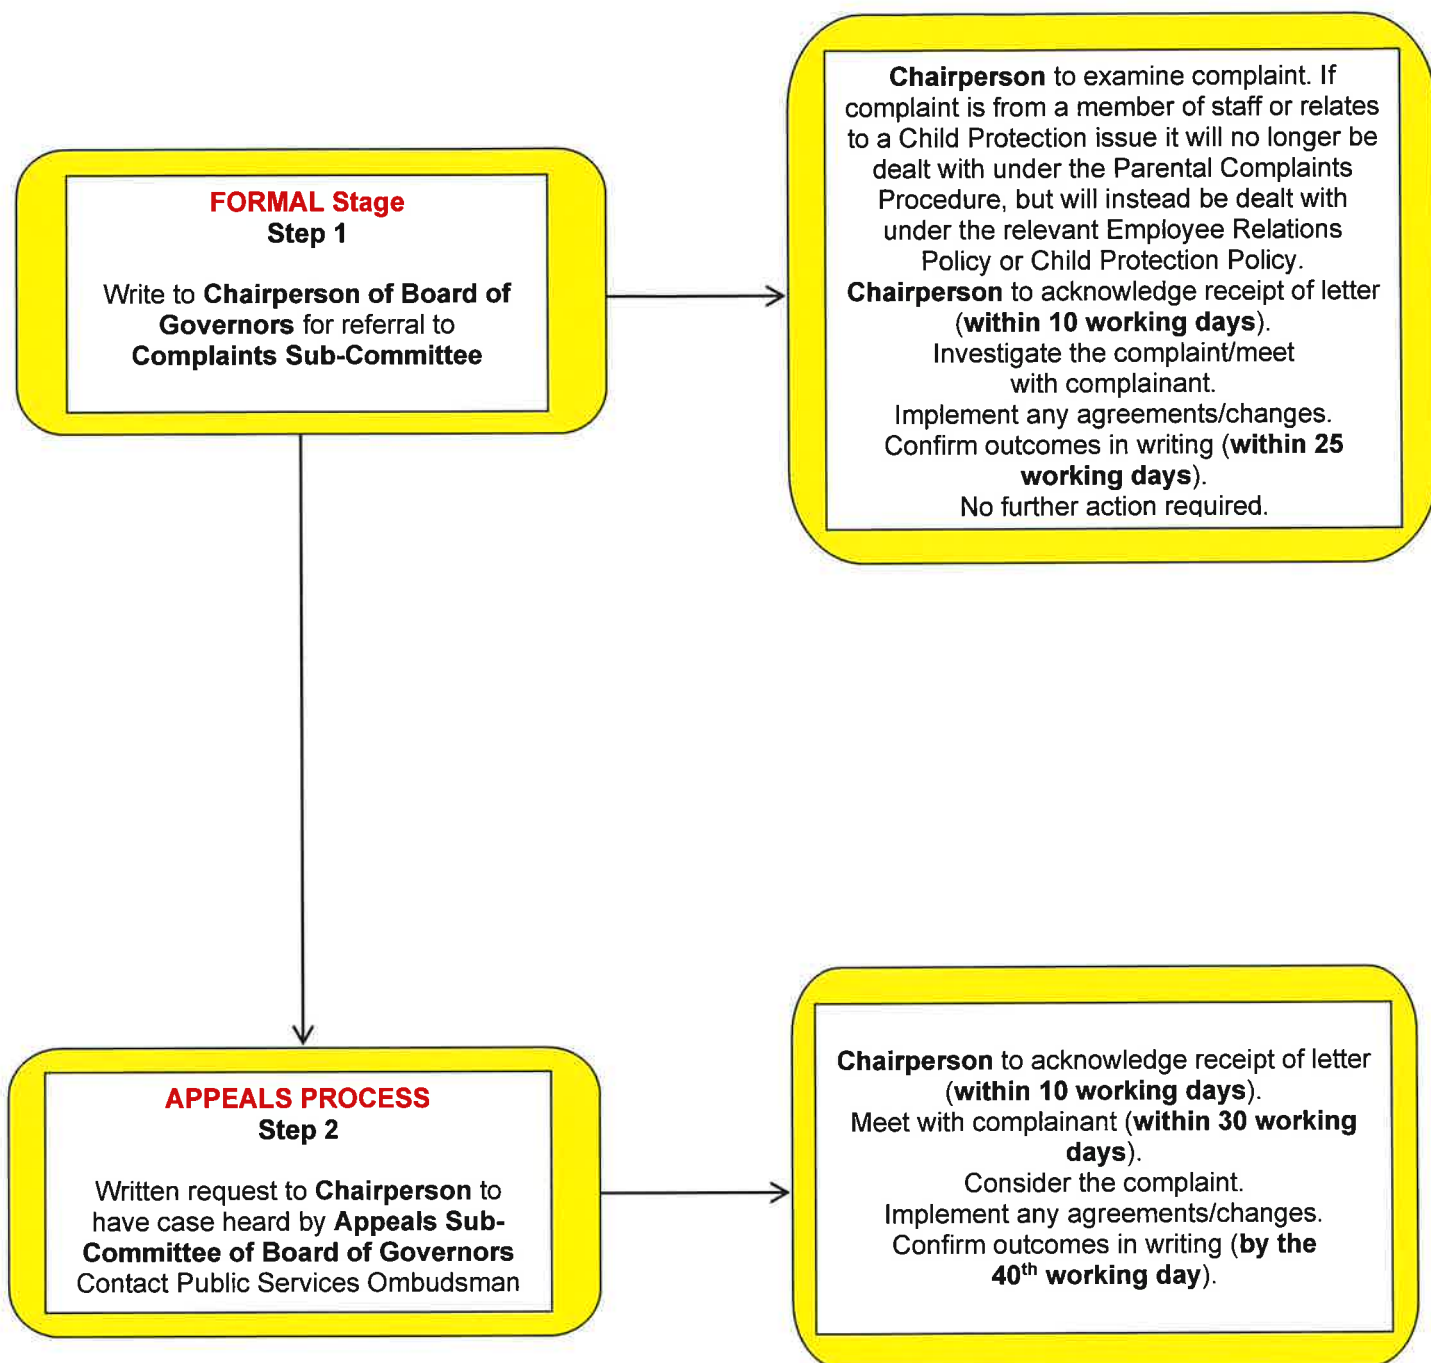 FORMAL Stage
Step 1
Write to Chairperson of Board of
Governors for referral to
Complaints Sub-Committee
Chairperson to examine complaint. If
complaint is from a member of staff or relates
to a Child Protection issue it will no longer be
dealt with under the Parental Complaints
Procedure, but will instead be dealt with
under the relevant Employee Relations
Policy or Child Protection Policy.
Chairperson to acknowledge receipt of letter
(within 10 working days).
Investigate the complaint/meet
with complainant.
Implement any agreements/changes.
Confirm outcomes in writing (within 25
working days).
No further action required.
APPEALS PROCESS
Step 2
Written request to Chairperson to
have case heard by Appeals Sub-
Committee of Board of Governors
Contact Public Services Ombudsman
Chairperson to acknowledge receipt of letter
(within 10 working days).
Meet with complainant (within 30 working
days).
Consider the complaint.
Implement any agreements/changes.
Confirm outcomes in writing (by the
40th working day).